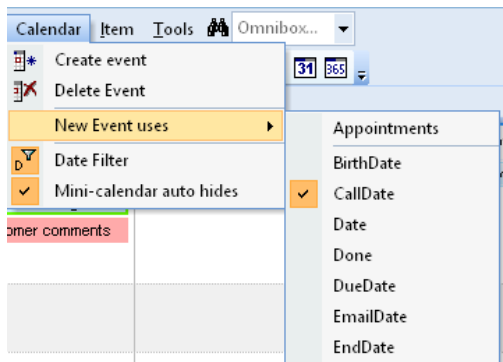 Calendar Item Tools Omnibox...
Create event
31 365
Delete Event
New Event uses
Appointments
Date Filter
D
BirthDate
Mini-calendar auto hides
CallDate
omer comments
Date
Done
DueDate
EmailDate
EndDate